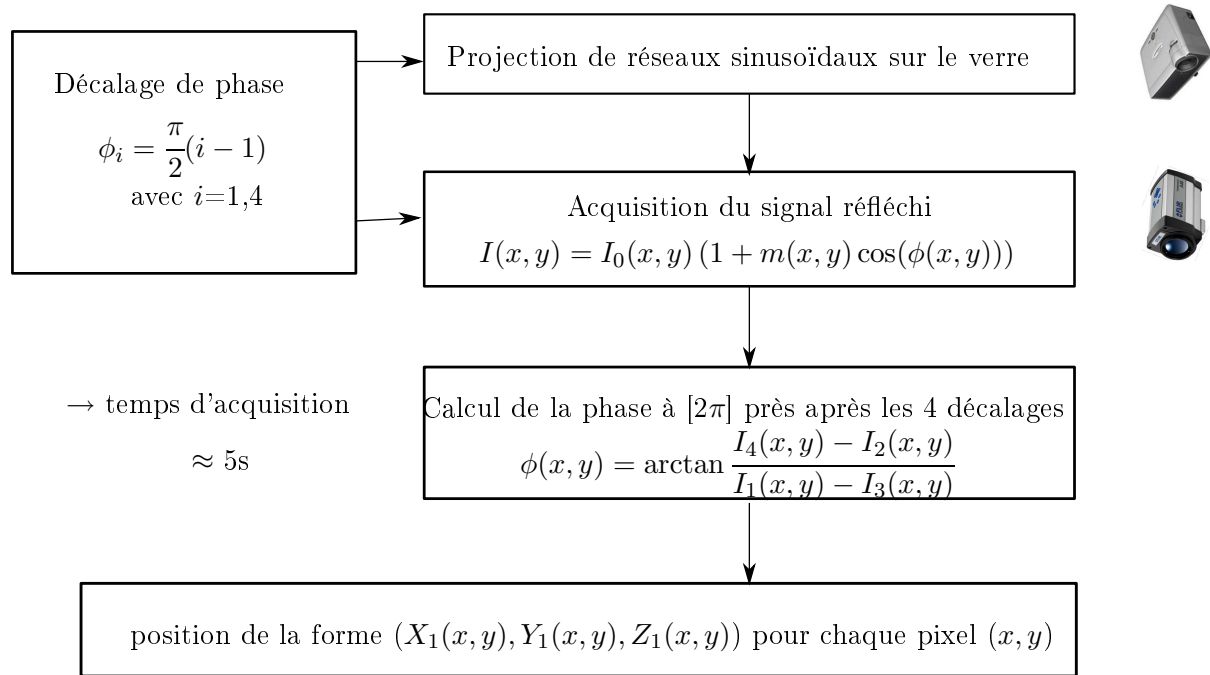 Décalage de phase
ϕ_i = π/2 (i − 1)
avec i=1,4
Projection de réseaux sinusoïdaux sur le verre
Acquisition du signal réfléchi
I(x, y) = I_0(x, y) (1 + m(x, y) cos(ϕ(x, y)))
→ temps d'acquisition
≈ 5s
Calcul de la phase à [2π] près après les 4 décalages
ϕ(x, y) = arctan (I_4(x, y) − I_2(x, y))/(I_1(x, y) − I_3(x, y))
position de la forme (X_1(x, y), Y_1(x, y), Z_1(x, y)) pour chaque pixel (x, y)